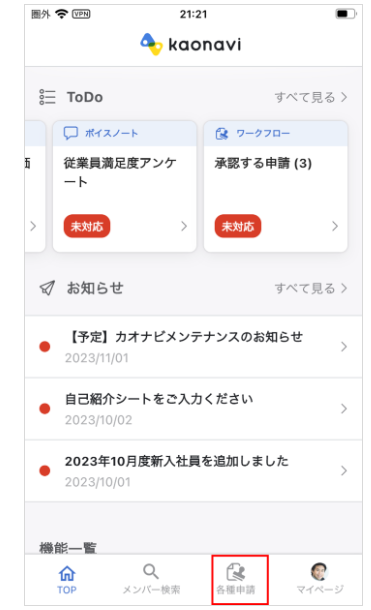 圏外 VPN 21:21
kaonavi
ToDo すべて見る
ボイスノート ワークフロー
従業員満足度アンケ 承認する申請 (3)
ート
未対応 未対応
お知らせ すべて見る
【予定】カオナビメンテナンスのお知らせ
2023/11/01
自己紹介シートをご入力ください
2023/10/02
2023年10月度新入社員を追加しました
2023/10/01
機能一覧
TOP メンバー検索 各種申請 マイページ